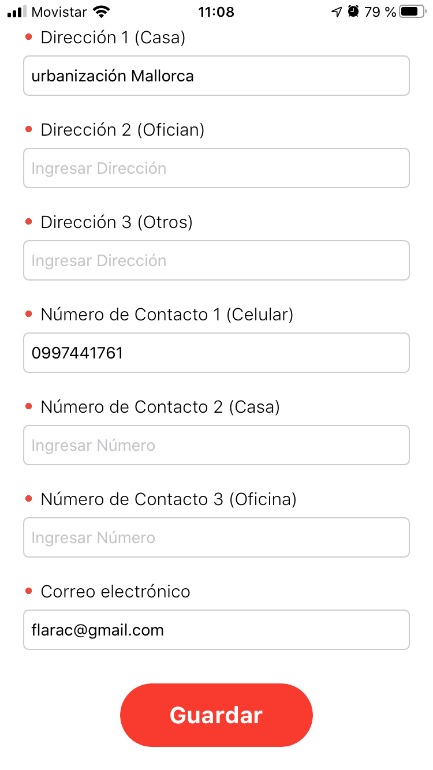 Movistar 11:08 79 %
Dirección 1 (Casa)
urbanización Mallorca
Dirección 2 (Ofician)
Ingresar Dirección
Dirección 3 (Otros)
Ingresar Dirección
Número de Contacto 1 (Celular)
0997441761
Número de Contacto 2 (Casa)
Ingresar Número
Número de Contacto 3 (Oficina)
Ingresar Número
Correo electrónico
flarac@gmail.com
Guardar